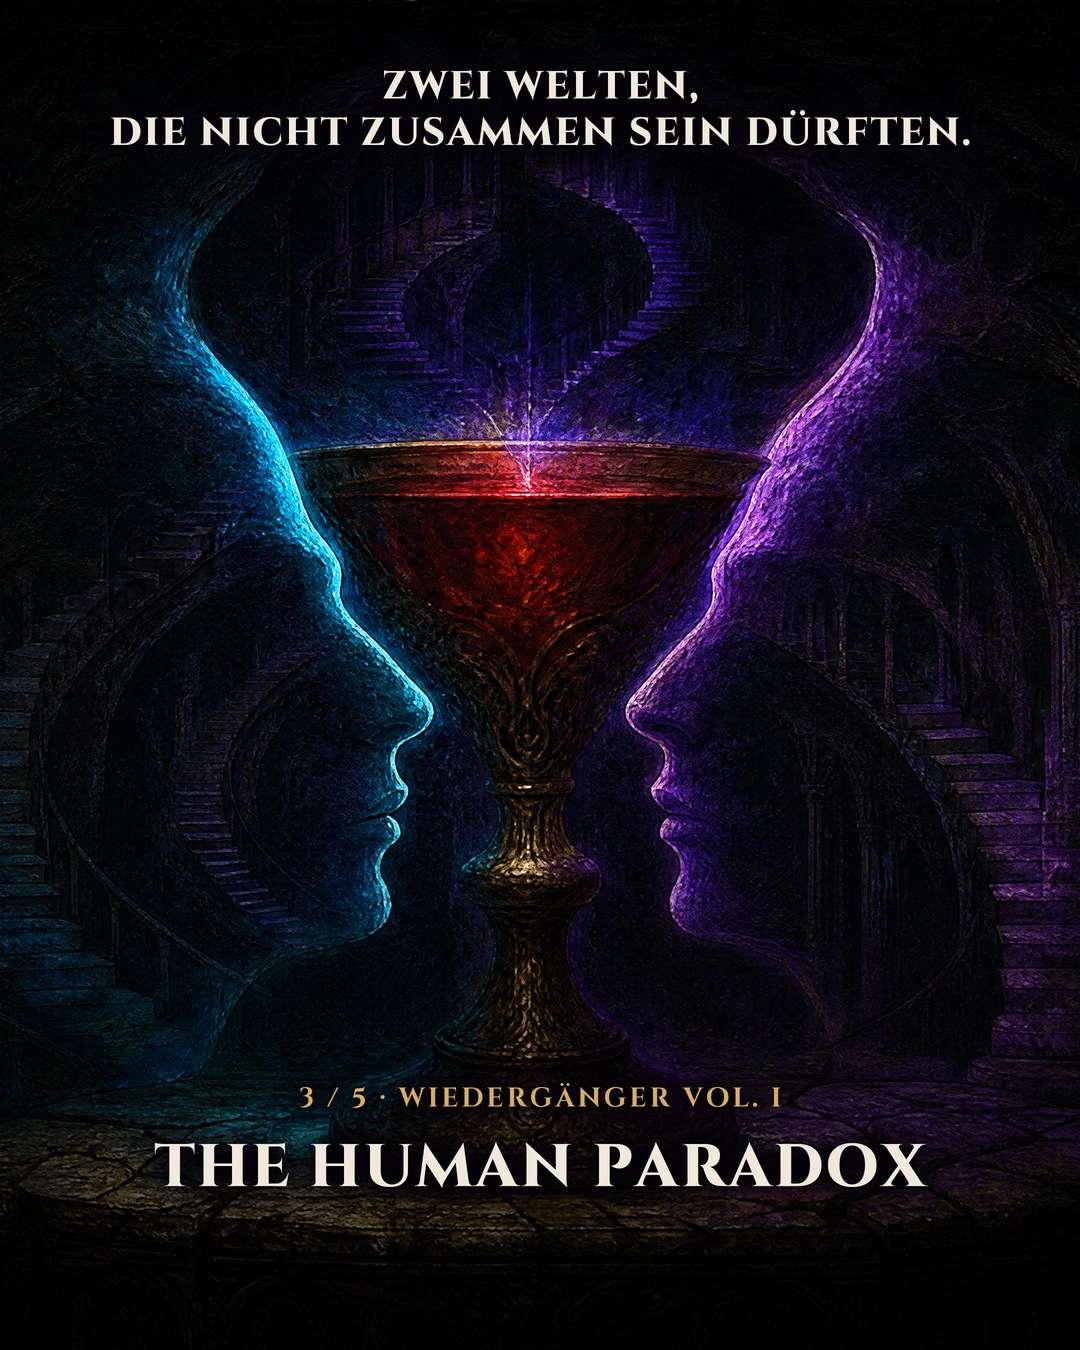 ZWEI WELTEN,
DIE NICHT ZUSAMMEN SEIN DÜRFTEN.
3 / 5 · WIEDERGÄNGER VOL. I
THE HUMAN PARADOX